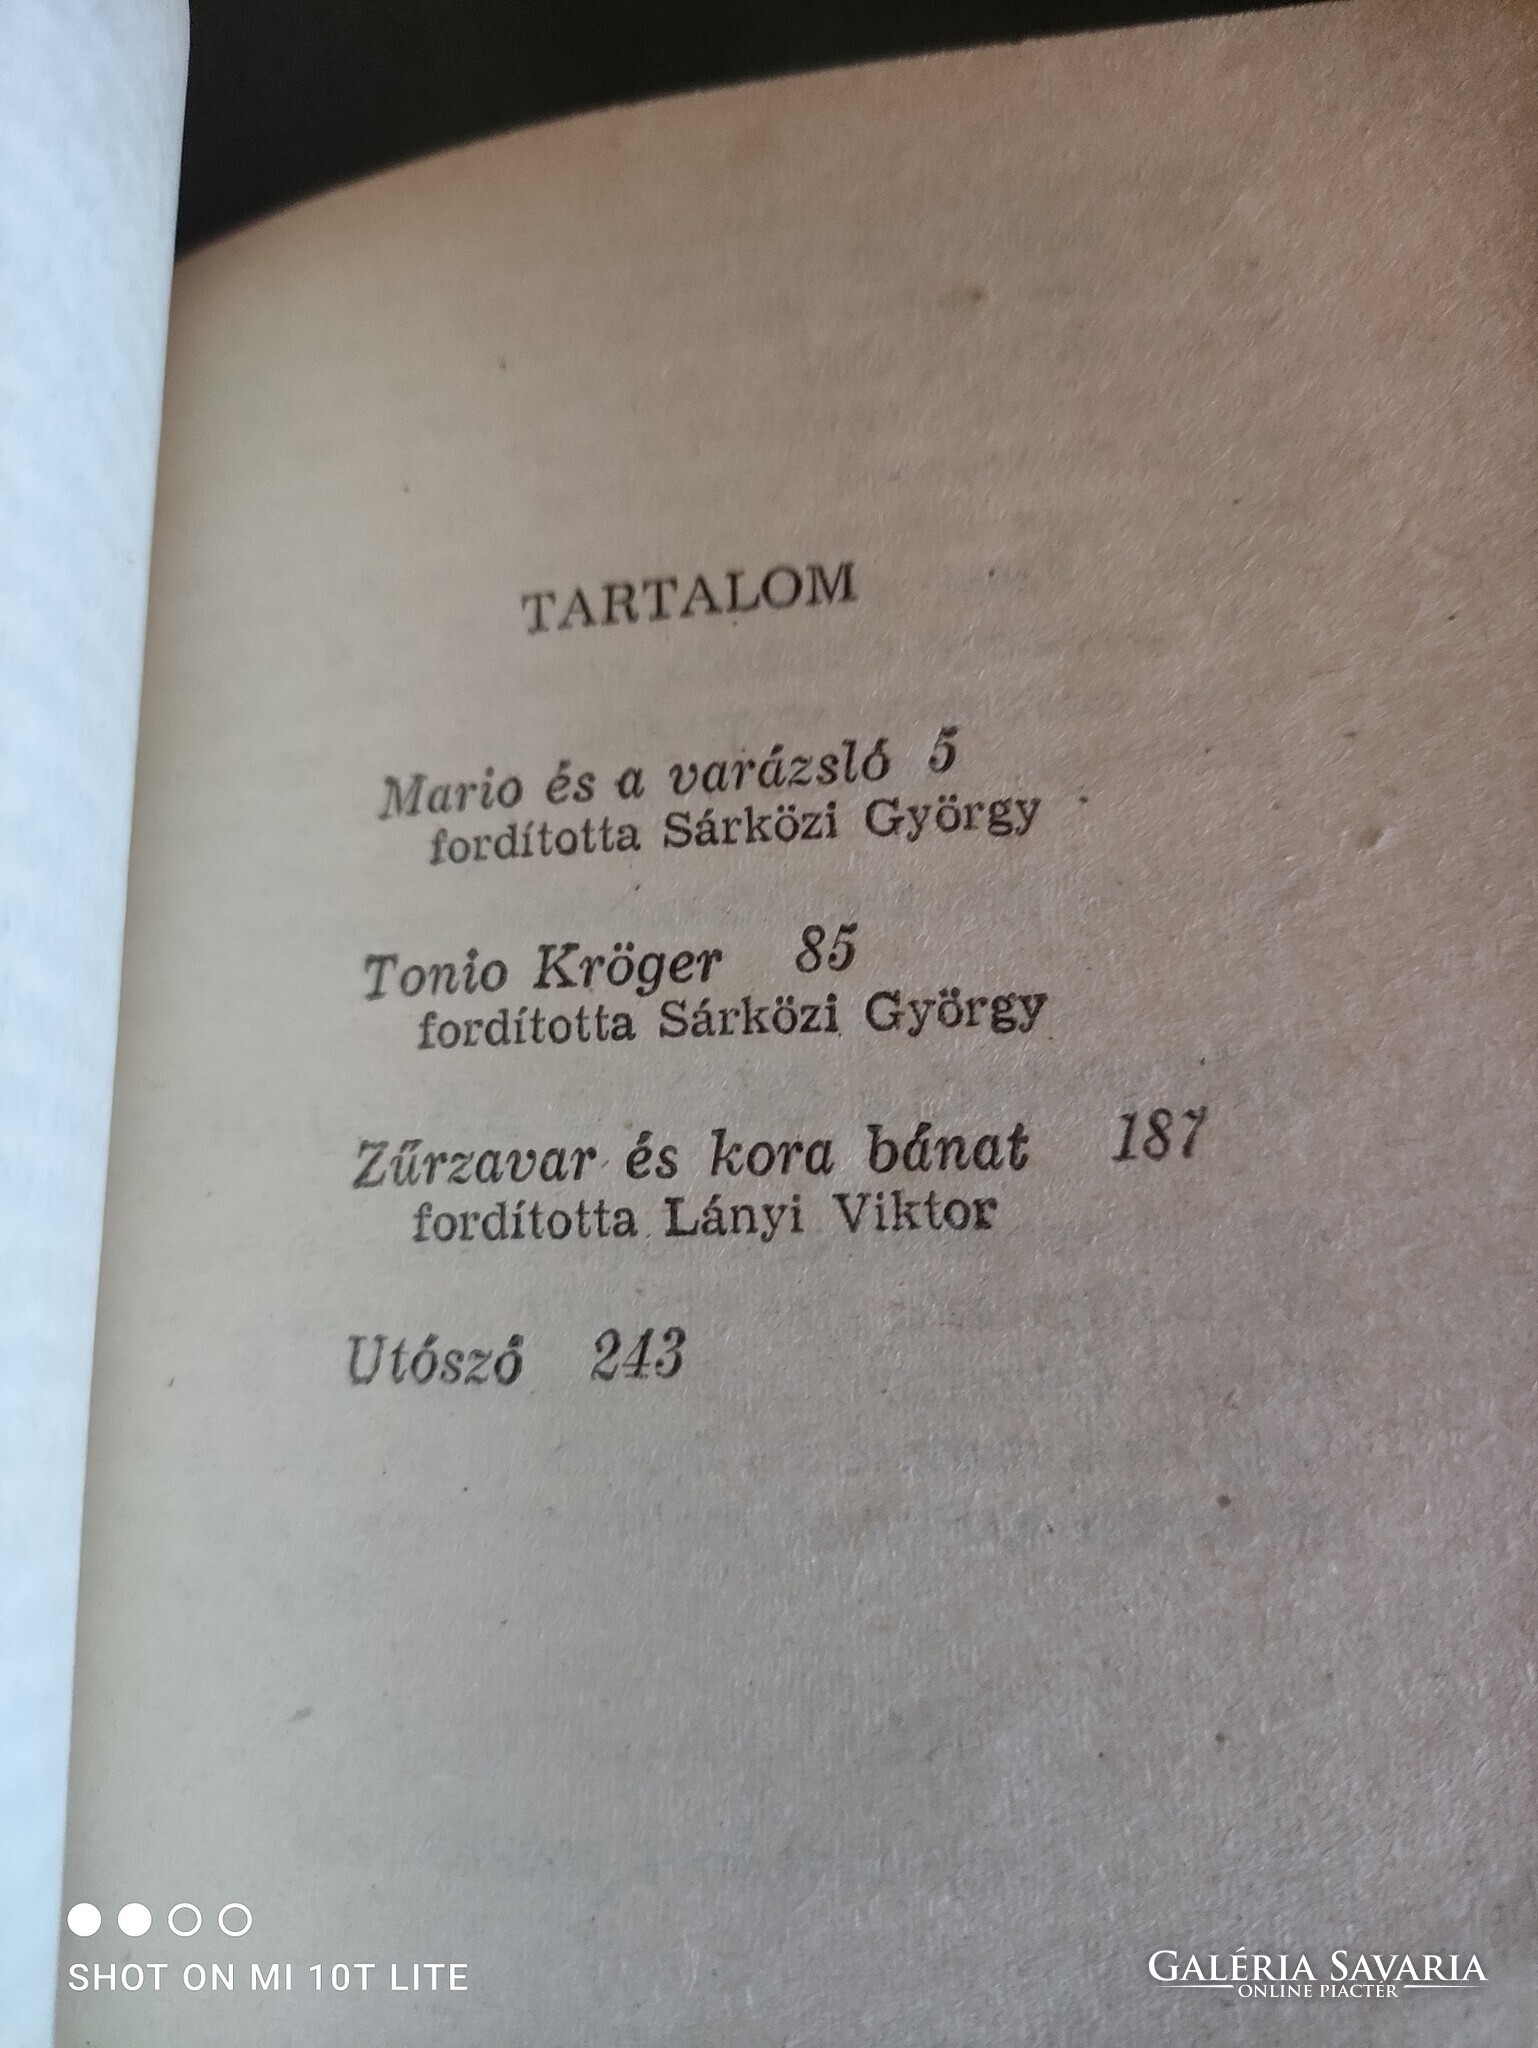 TARTALOM
Mario és a varázsló 5
fordította Sárközi György
Tonio Kröger 85
fordította Sárközi György
Zűrzavar és kora bánat 187
fordította Lányi Viktor
Utószó 243
SHOT ON MI 10T LITE
GALÉRIA SAVARIA
ONLINE PIACTÉR